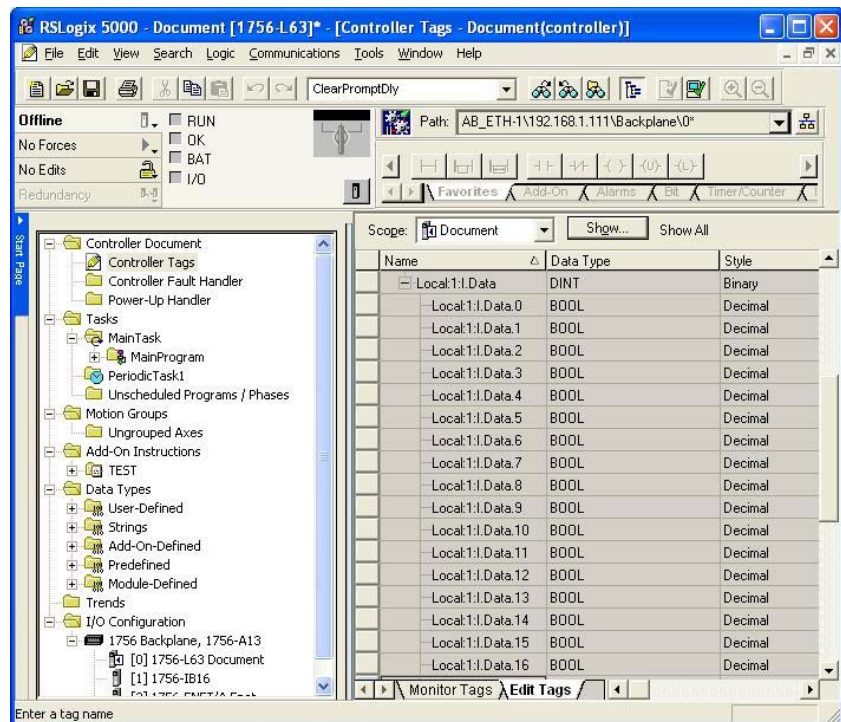 RSLogix 5000 - Document [1756-L63]* - [Controller Tags - Document(controller)]
File Edit View Search Logic Communications Tools Window Help
ClearPromptDly
Offline
RUN
No Forces
OK
No Edits
BAT
Redundancy
I/O
Path: AB_ETH-1\192.168.1.111\Backplane\0*
Favorites Add-On Alarms Bit Timer/Counter
Start Page
Controller Document
Controller Tags
Controller Fault Handler
Power-Up Handler
Tasks
MainTask
MainProgram
PeriodicTask1
Unscheduled Programs / Phases
Motion Groups
Ungrouped Axes
Add-On Instructions
TEST
Data Types
User-Defined
Strings
Add-On-Defined
Predefined
Module-Defined
Trends
I/O Configuration
1756 Backplane, 1756-A13
[0] 1756-L63 Document
[1] 1756-IB16
Scope: Document Show... Show All
Name Data Type Style
Local:1:I.Data DINT Binary
Local:1:I.Data.0 BOOL Decimal
Local:1:I.Data.1 BOOL Decimal
Local:1:I.Data.2 BOOL Decimal
Local:1:I.Data.3 BOOL Decimal
Local:1:I.Data.4 BOOL Decimal
Local:1:I.Data.5 BOOL Decimal
Local:1:I.Data.6 BOOL Decimal
Local:1:I.Data.7 BOOL Decimal
Local:1:I.Data.8 BOOL Decimal
Local:1:I.Data.9 BOOL Decimal
Local:1:I.Data.10 BOOL Decimal
Local:1:I.Data.11 BOOL Decimal
Local:1:I.Data.12 BOOL Decimal
Local:1:I.Data.13 BOOL Decimal
Local:1:I.Data.14 BOOL Decimal
Local:1:I.Data.15 BOOL Decimal
Local:1:I.Data.16 BOOL Decimal
Monitor Tags Edit Tags
Enter a tag name